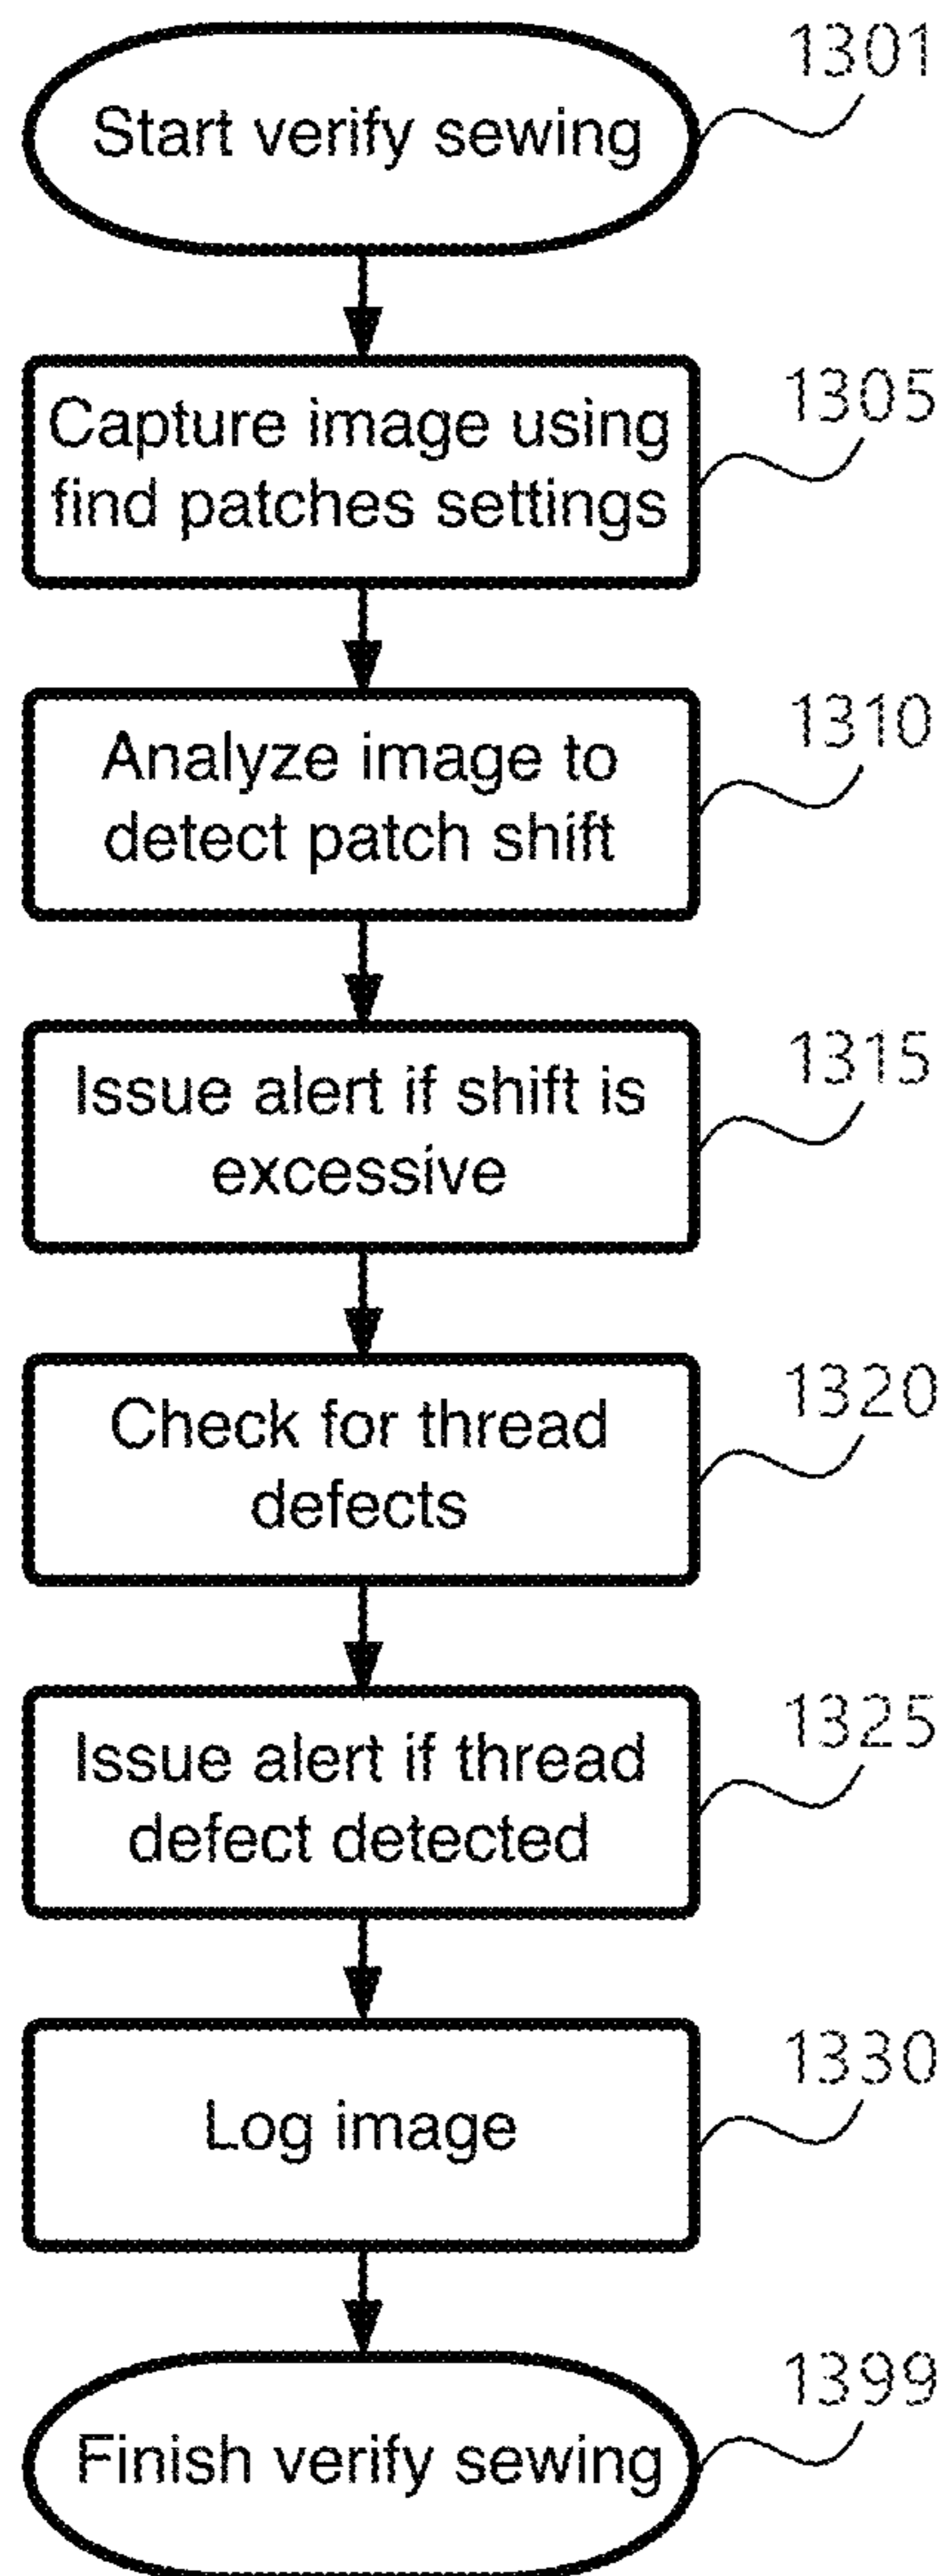 Start verify sewing
1301
Capture image using
find patches settings
1305
Analyze image to
detect patch shift
1310
Issue alert if shift is
excessive
1315
Check for thread
defects
1320
Issue alert if thread
defect detected
1325
Log image
1330
Finish verify sewing
1399